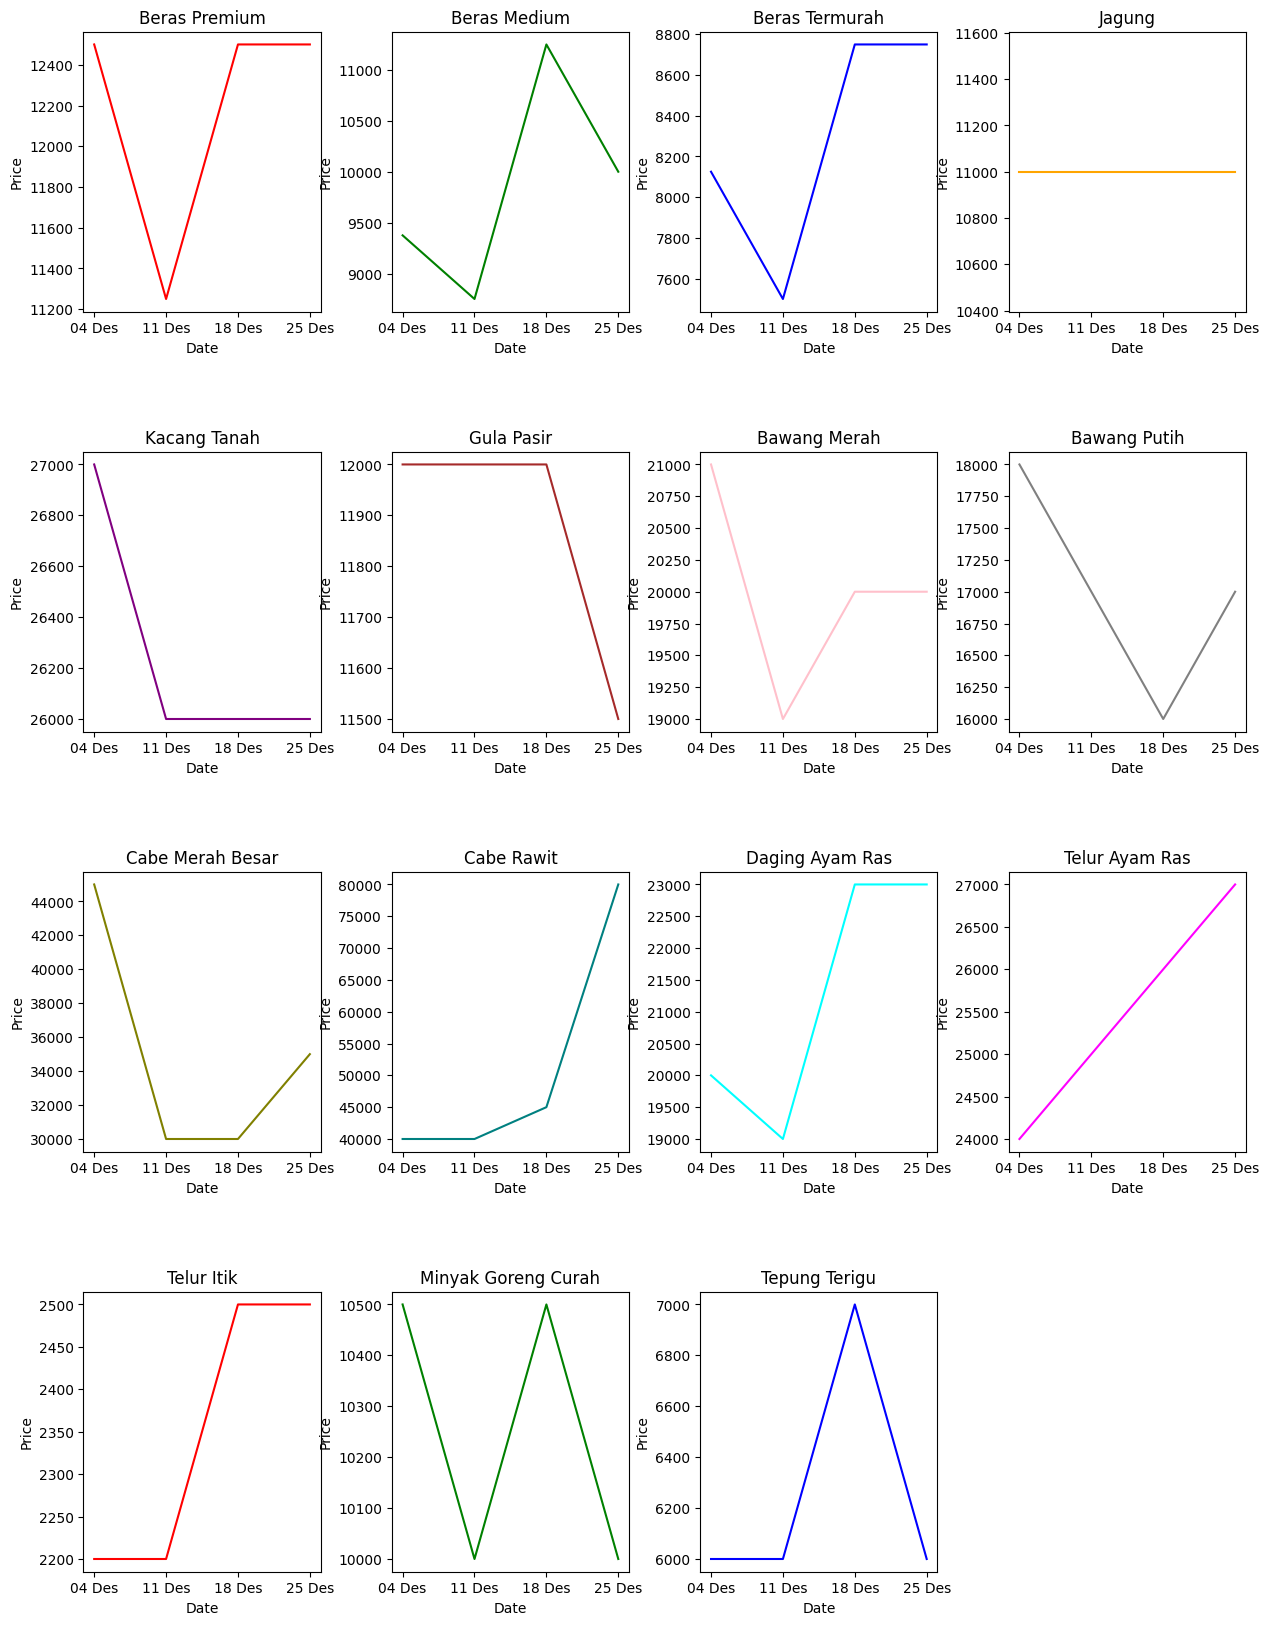 Beras Premium
12400
12200
12000
11800
11600
11400
11200
Price
04 Des 11 Des 18 Des 25 Des
Date
Beras Medium
11000
10500
10000
9500
9000
Price
04 Des 11 Des 18 Des 25 Des
Date
Beras Termurah
8800
8600
8400
8200
8000
7800
7600
Price
04 Des 11 Des 18 Des 25 Des
Date
Jagung
11600
11400
11200
11000
10800
10600
10400
Price
04 Des 11 Des 18 Des 25 Des
Date
Kacang Tanah
27000
26800
26600
26400
26200
26000
Price
04 Des 11 Des 18 Des 25 Des
Date
Gula Pasir
12000
11900
11800
11700
11600
11500
Price
04 Des 11 Des 18 Des 25 Des
Date
Bawang Merah
21000
20750
20500
20250
20000
19750
19500
19250
19000
Price
04 Des 11 Des 18 Des 25 Des
Date
Bawang Putih
18000
17750
17500
17250
17000
16750
16500
16250
16000
Price
04 Des 11 Des 18 Des 25 Des
Date
Cabe Merah Besar
44000
42000
40000
38000
36000
34000
32000
30000
Price
04 Des 11 Des 18 Des 25 Des
Date
Cabe Rawit
80000
75000
70000
65000
60000
55000
50000
45000
40000
Price
04 Des 11 Des 18 Des 25 Des
Date
Daging Ayam Ras
23000
22500
22000
21500
21000
20500
20000
19500
19000
Price
04 Des 11 Des 18 Des 25 Des
Date
Telur Ayam Ras
27000
26500
26000
25500
25000
24500
24000
Price
04 Des 11 Des 18 Des 25 Des
Date
Telur Itik
2500
2450
2400
2350
2300
2250
2200
Price
04 Des 11 Des 18 Des 25 Des
Date
Minyak Goreng Curah
10500
10400
10300
10200
10100
10000
Price
04 Des 11 Des 18 Des 25 Des
Date
Tepung Terigu
7000
6800
6600
6400
6200
6000
Price
04 Des 11 Des 18 Des 25 Des
Date